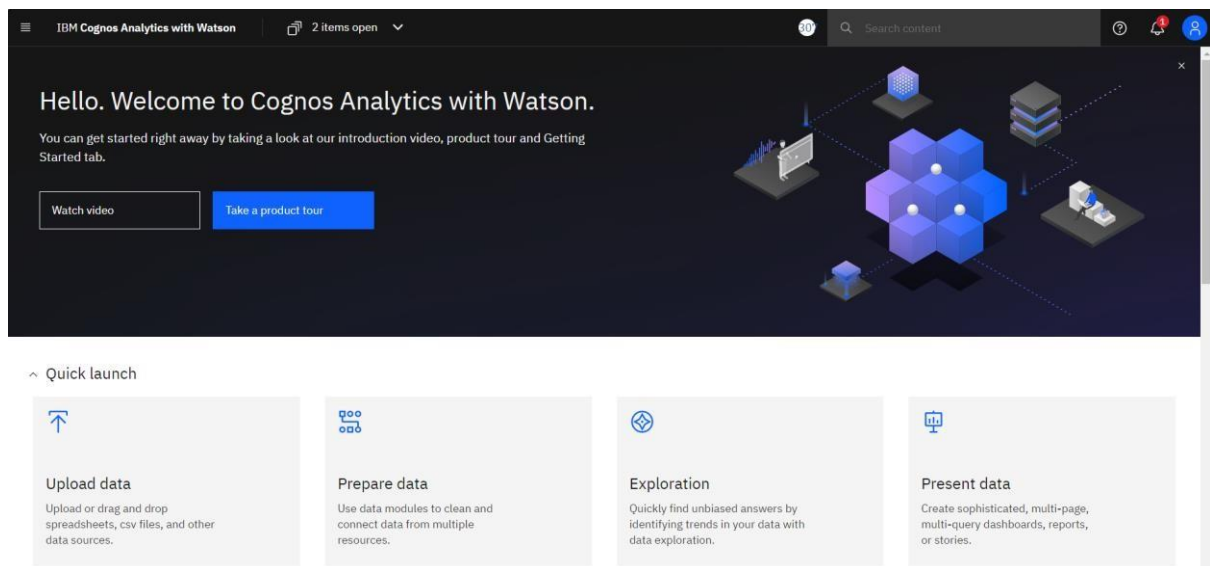 IBM Cognos Analytics with Watson
2 items open
30
Search content
1
Hello. Welcome to Cognos Analytics with Watson.
You can get started right away by taking a look at our introduction video, product tour and Getting
Started tab.
Watch video
Take a product tour
Quick launch
Upload data
Upload or drag and drop
spreadsheets, csv files, and other
data sources.
Prepare data
Use data modules to clean and
connect data from multiple
resources.
Exploration
Quickly find unbiased answers by
identifying trends in your data with
data exploration.
Present data
Create sophisticated, multi-page,
multi-query dashboards, reports,
or stories.